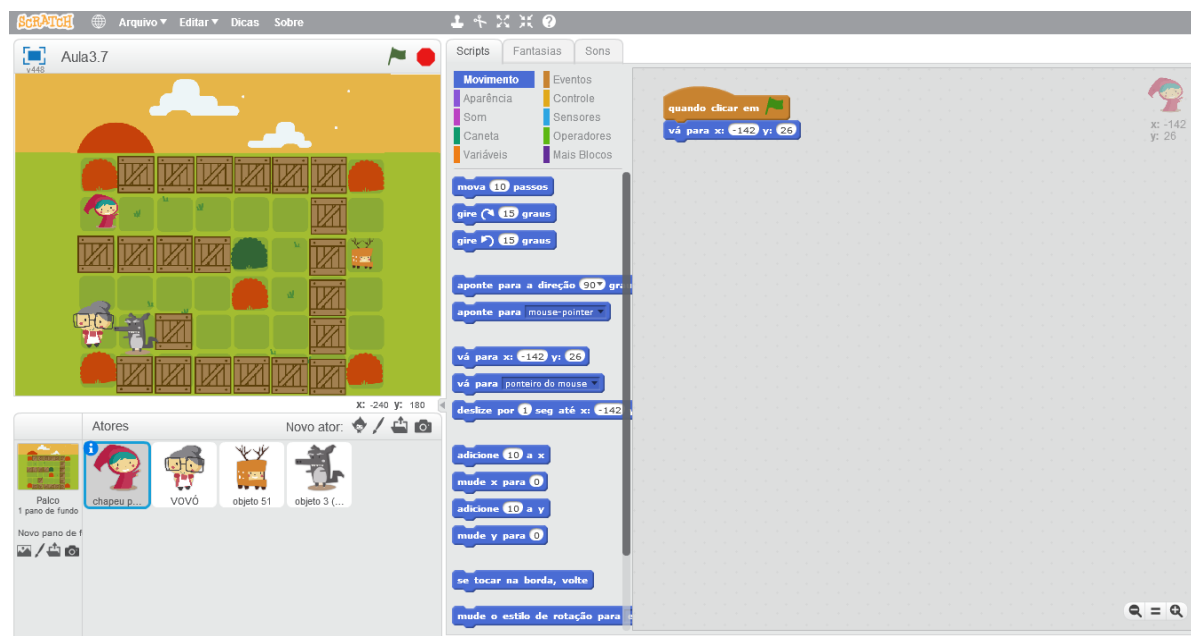 SCRATCH Arquivo Editar Dicas Sobre
Aula3.7
v448
x: -240 y: 180
Atores
Novo ator:
Palco
1 pano de fundo
Novo pano de f
chapeu p...
VOVÓ
objeto 51
objeto 3 (...
Scripts Fantasias Sons
Movimento Eventos
Aparência Controle
Som Sensores
Caneta Operadores
Variáveis Mais Blocos
mova 10 passos
gire 15 graus
gire 15 graus
aponte para a direção 90 gra
aponte para mouse-pointer
vá para x: -142 y: 26
vá para ponteiro do mouse
deslize por 1 seg até x: -142
adicione 10 a x
mude x para 0
adicione 10 a y
mude y para 0
se tocar na borda, volte
mude o estilo de rotação para
quando clicar em
vá para x: -142 y: 26
x: -142
y: 26